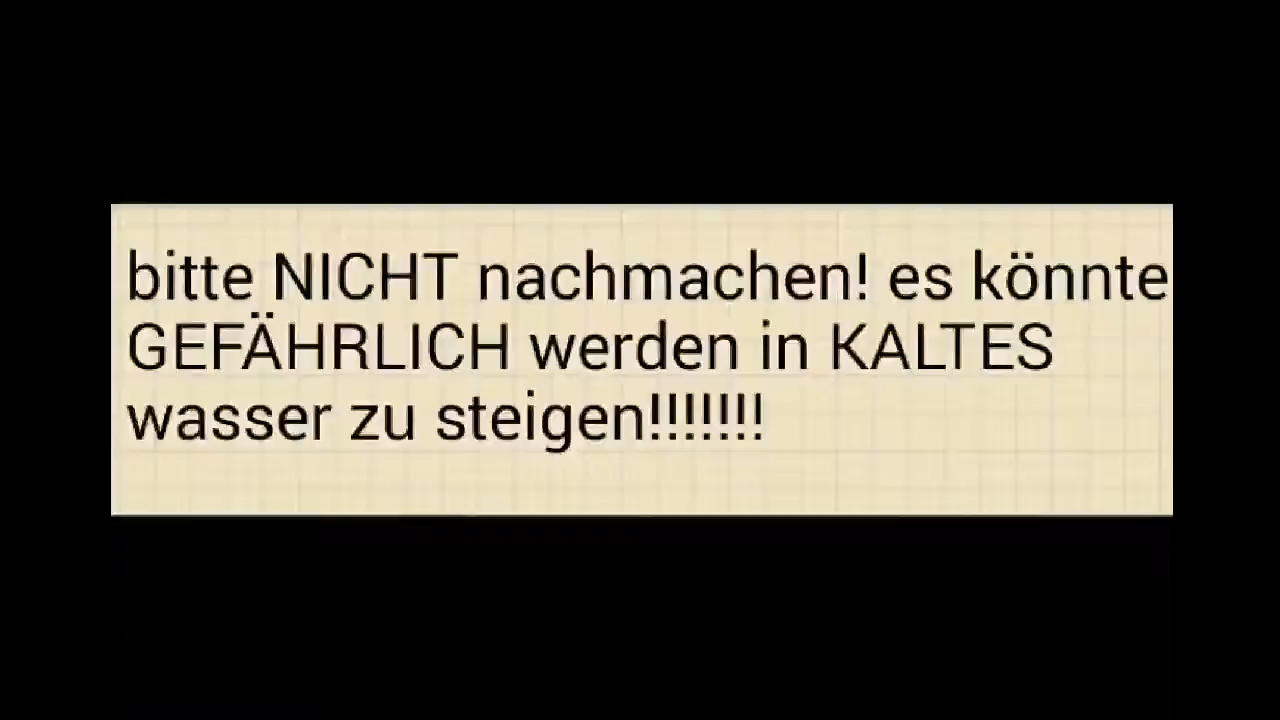 bitte NICHT nachmachen! es könnte
GEFÄHRLICH werden in KALTES
wasser zu steigen!!!!!!!